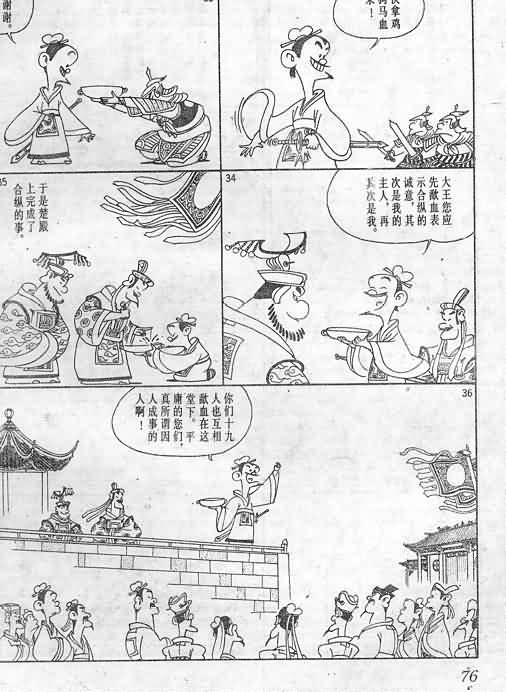 快拿鸡
狗马血
来！
谢谢。
34
大王您应
先歃血表
示合纵的
诚意，其
次是我的
主人，再
其次是我。
35
于是楚殿
上完成了
合纵的事。
36
你们十九
人也互相
歃血在这
堂下。平
庸的您们，
真所谓因
人成事的
人啊！
76